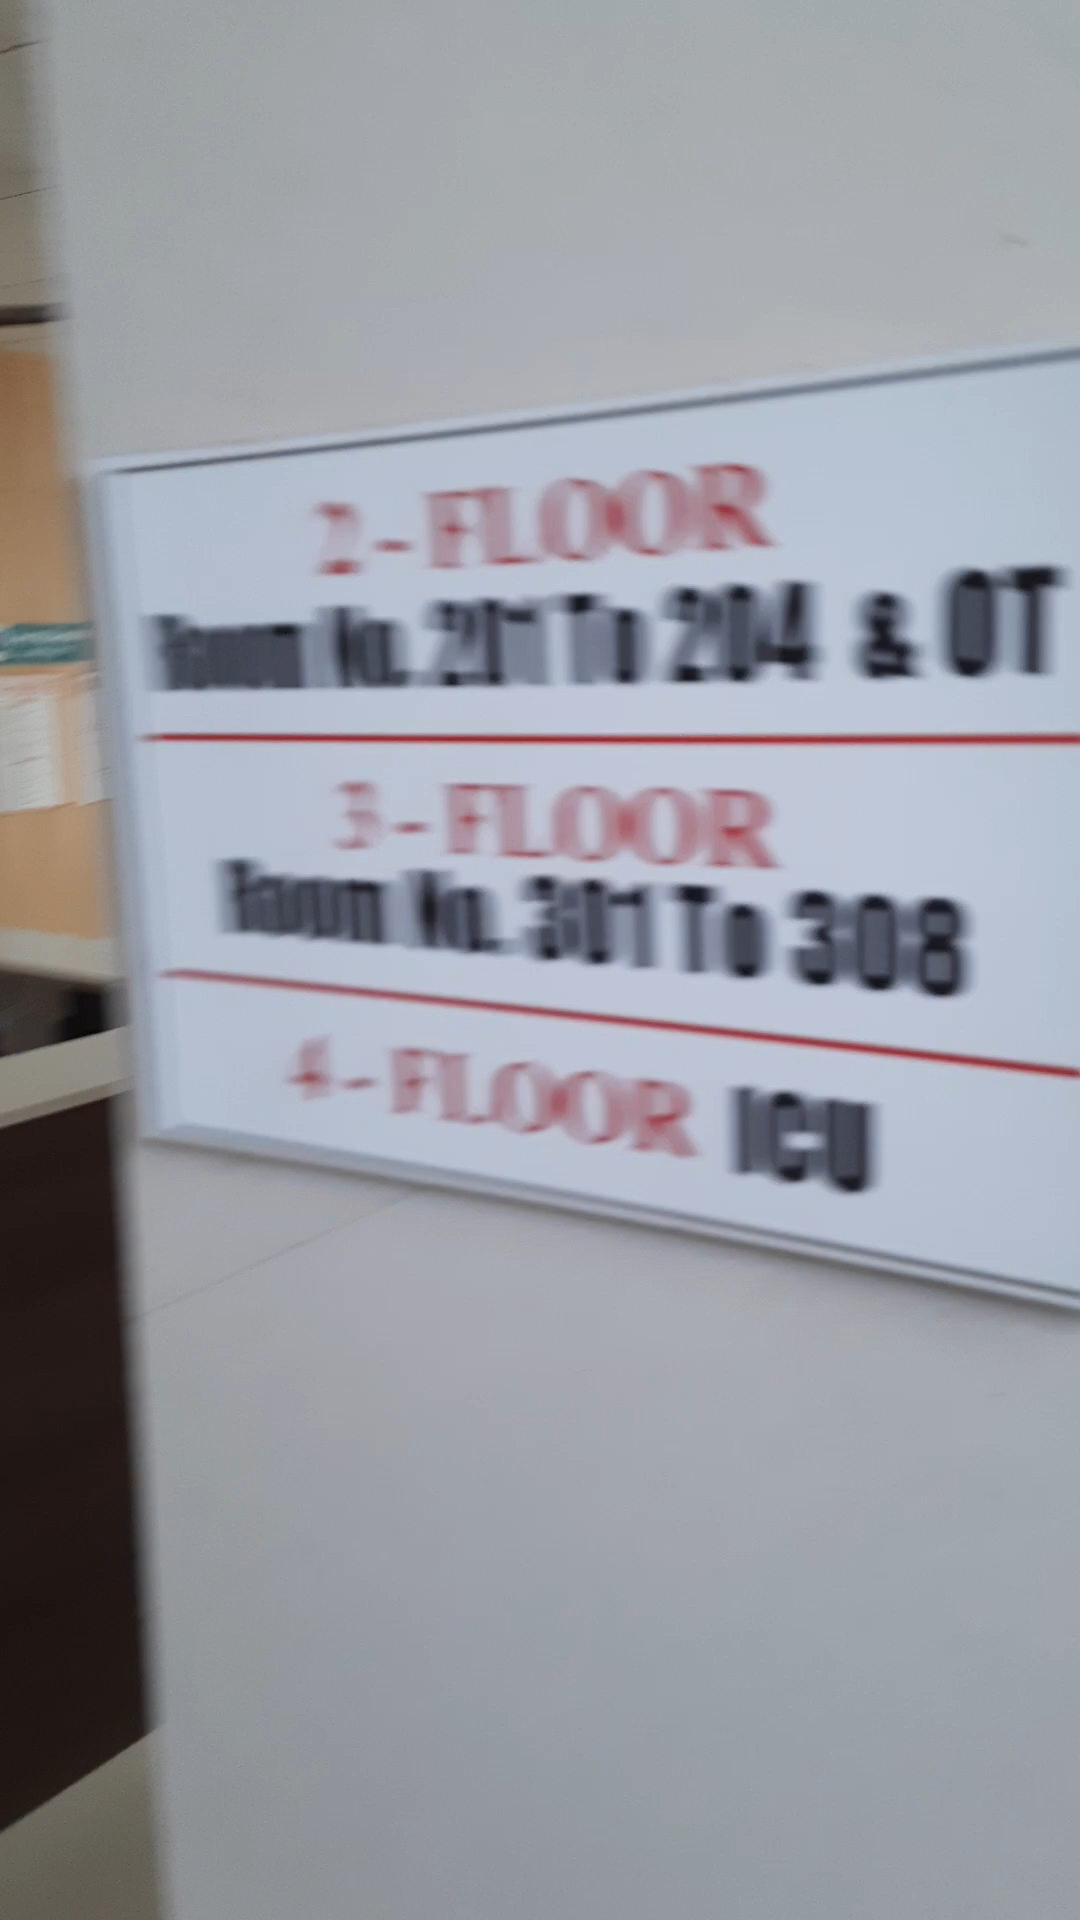 2 - FLOOR
Room No. 201 To 204 & OT
3 - FLOOR
Room No. 301 To 308
4 - FLOOR ICU